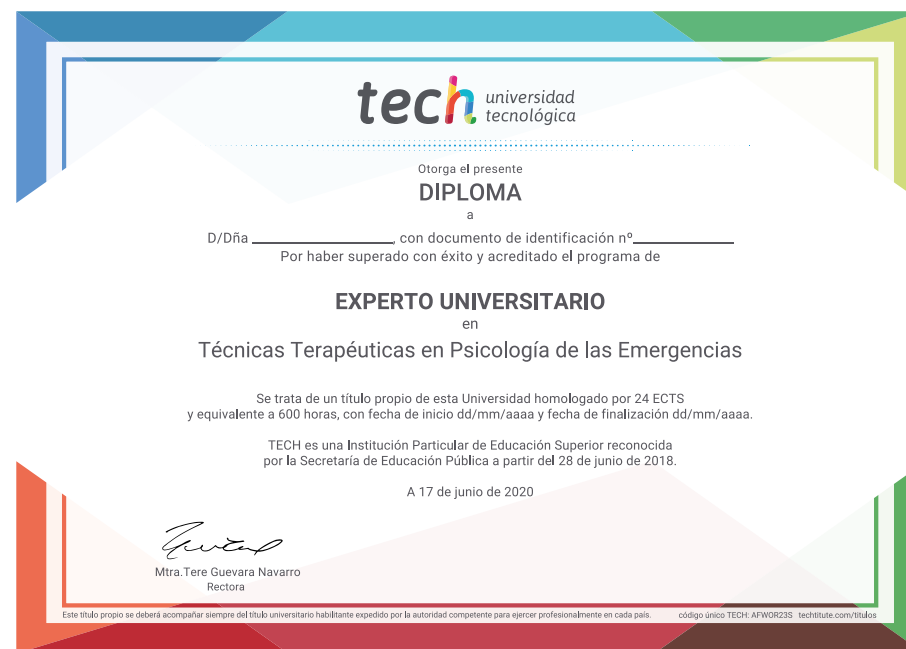 tech universidad
tecnológica
Otorga el presente
DIPLOMA
a
D/Dña ____________________, con documento de identificación nº______________
Por haber superado con éxito y acreditado el programa de
EXPERTO UNIVERSITARIO
en
Técnicas Terapéuticas en Psicología de las Emergencias
Se trata de un título propio de esta Universidad homologado por 24 ECTS
y equivalente a 600 horas, con fecha de inicio dd/mm/aaaa y fecha de finalización dd/mm/aaaa.
TECH es una Institución Particular de Educación Superior reconocida
por la Secretaría de Educación Pública a partir del 28 de junio de 2018.
A 17 de junio de 2020
Mtra.Tere Guevara Navarro
Rectora
Este título propio se deberá acompañar siempre del título universitario habilitante expedido por la autoridad competente para ejercer profesionalmente en cada país. código único TECH: AFWOR23S techtitute.com/titulos